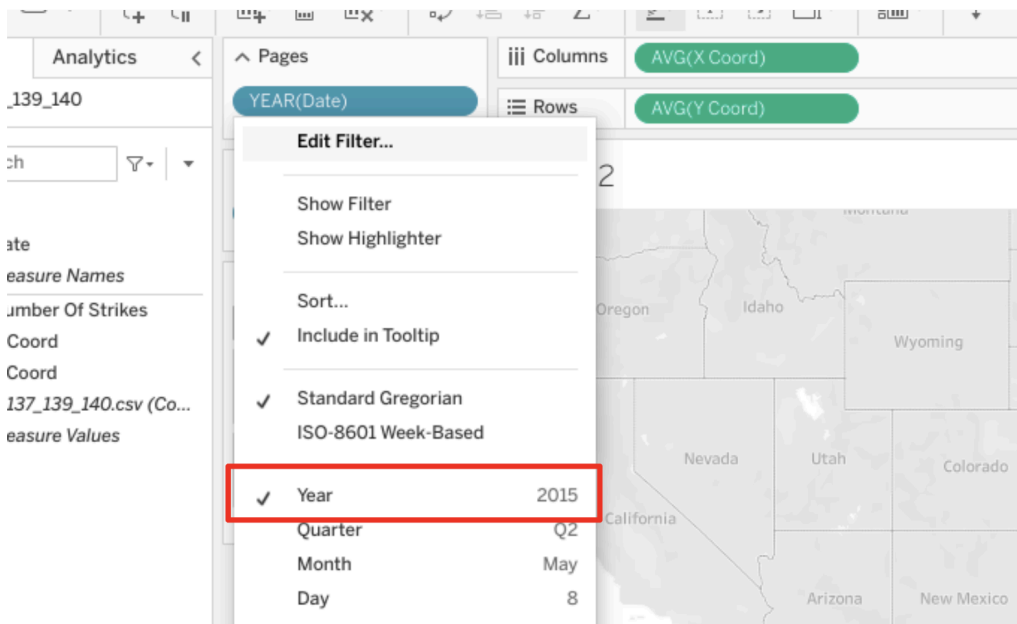 Analytics
Pages
Columns
AVG(X Coord)
_139_140
YEAR(Date)
Rows
AVG(Y Coord)
Edit Filter...
2
Show Filter
Show Highlighter
ate
easure Names
umber Of Strikes
Coord
Coord
137_139_140.csv (Co...
easure Values
Sort...
Include in Tooltip
Standard Gregorian
ISO-8601 Week-Based
Year 2015
Quarter Q2
Month May
Day 8
Montana
Oregon
Idaho
Wyoming
Nevada
Utah
Colorado
California
Arizona
New Mexico